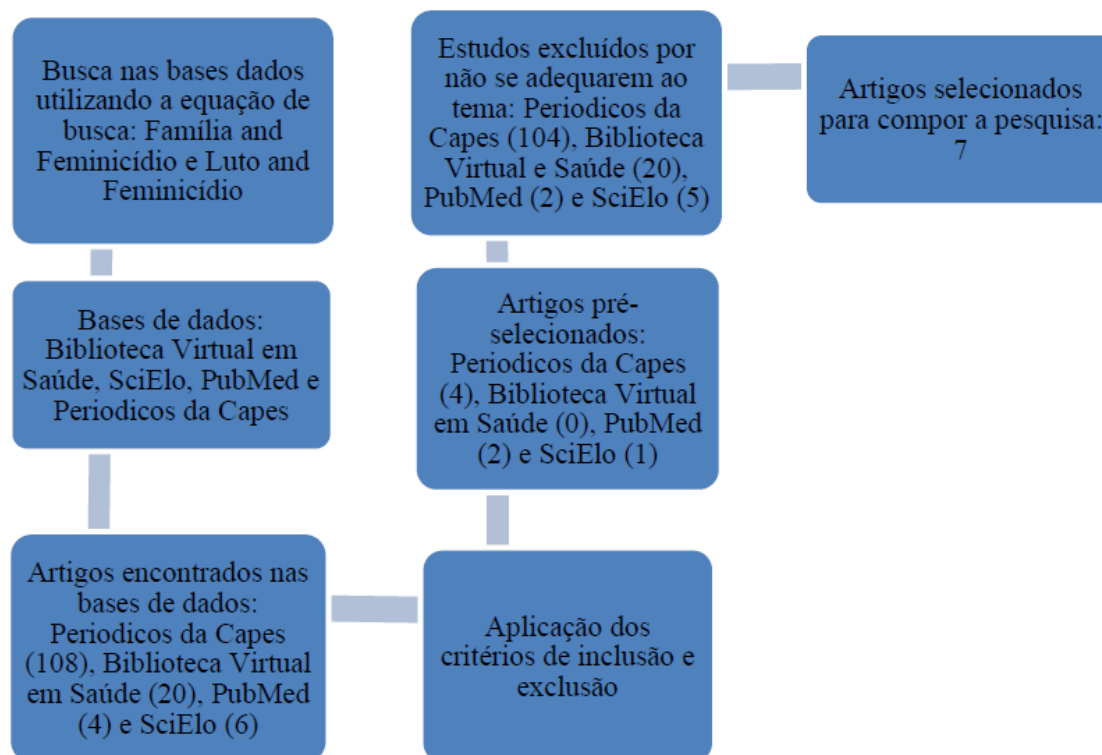 Busca nas bases dados
utilizando a equação de
busca: Família and
Feminicídio e Luto and
Feminicídio
Bases de dados:
Biblioteca Virtual em
Saúde, SciElo, PubMed e
Periodicos da Capes
Artigos encontrados nas
bases de dados:
Periodicos da Capes
(108), Biblioteca Virtual
em Saúde (20), PubMed
(4) e SciElo (6)
Aplicação dos
critérios de inclusão e
exclusão
Artigos pré-
selecionados:
Periodicos da Capes
(4), Biblioteca Virtual
em Saúde (0), PubMed
(2) e SciElo (1)
Estudos excluídos por
não se adequarem ao
tema: Periodicos da
Capes (104), Biblioteca
Virtual e Saúde (20),
PubMed (2) e SciElo (5)
Artigos selecionados
para compor a pesquisa:
7